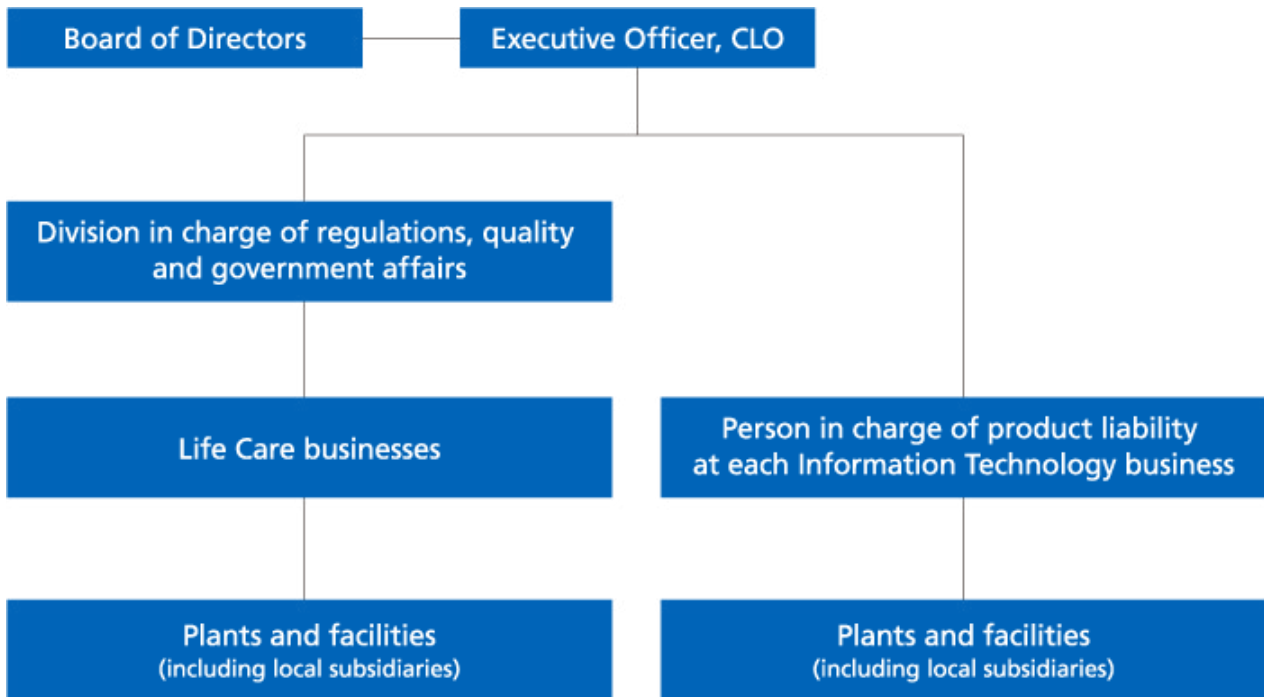 Board of Directors
Executive Officer, CLO
Division in charge of regulations, quality
and government affairs
Life Care businesses
Person in charge of product liability
at each Information Technology business
Plants and facilities
(including local subsidiaries)
Plants and facilities
(including local subsidiaries)